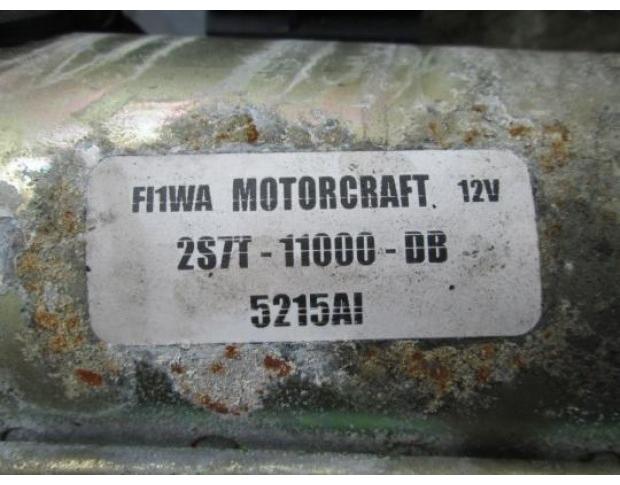 FI1WA MOTORCRAFT. 12V
2S7T - 11000 - DB
5215AI